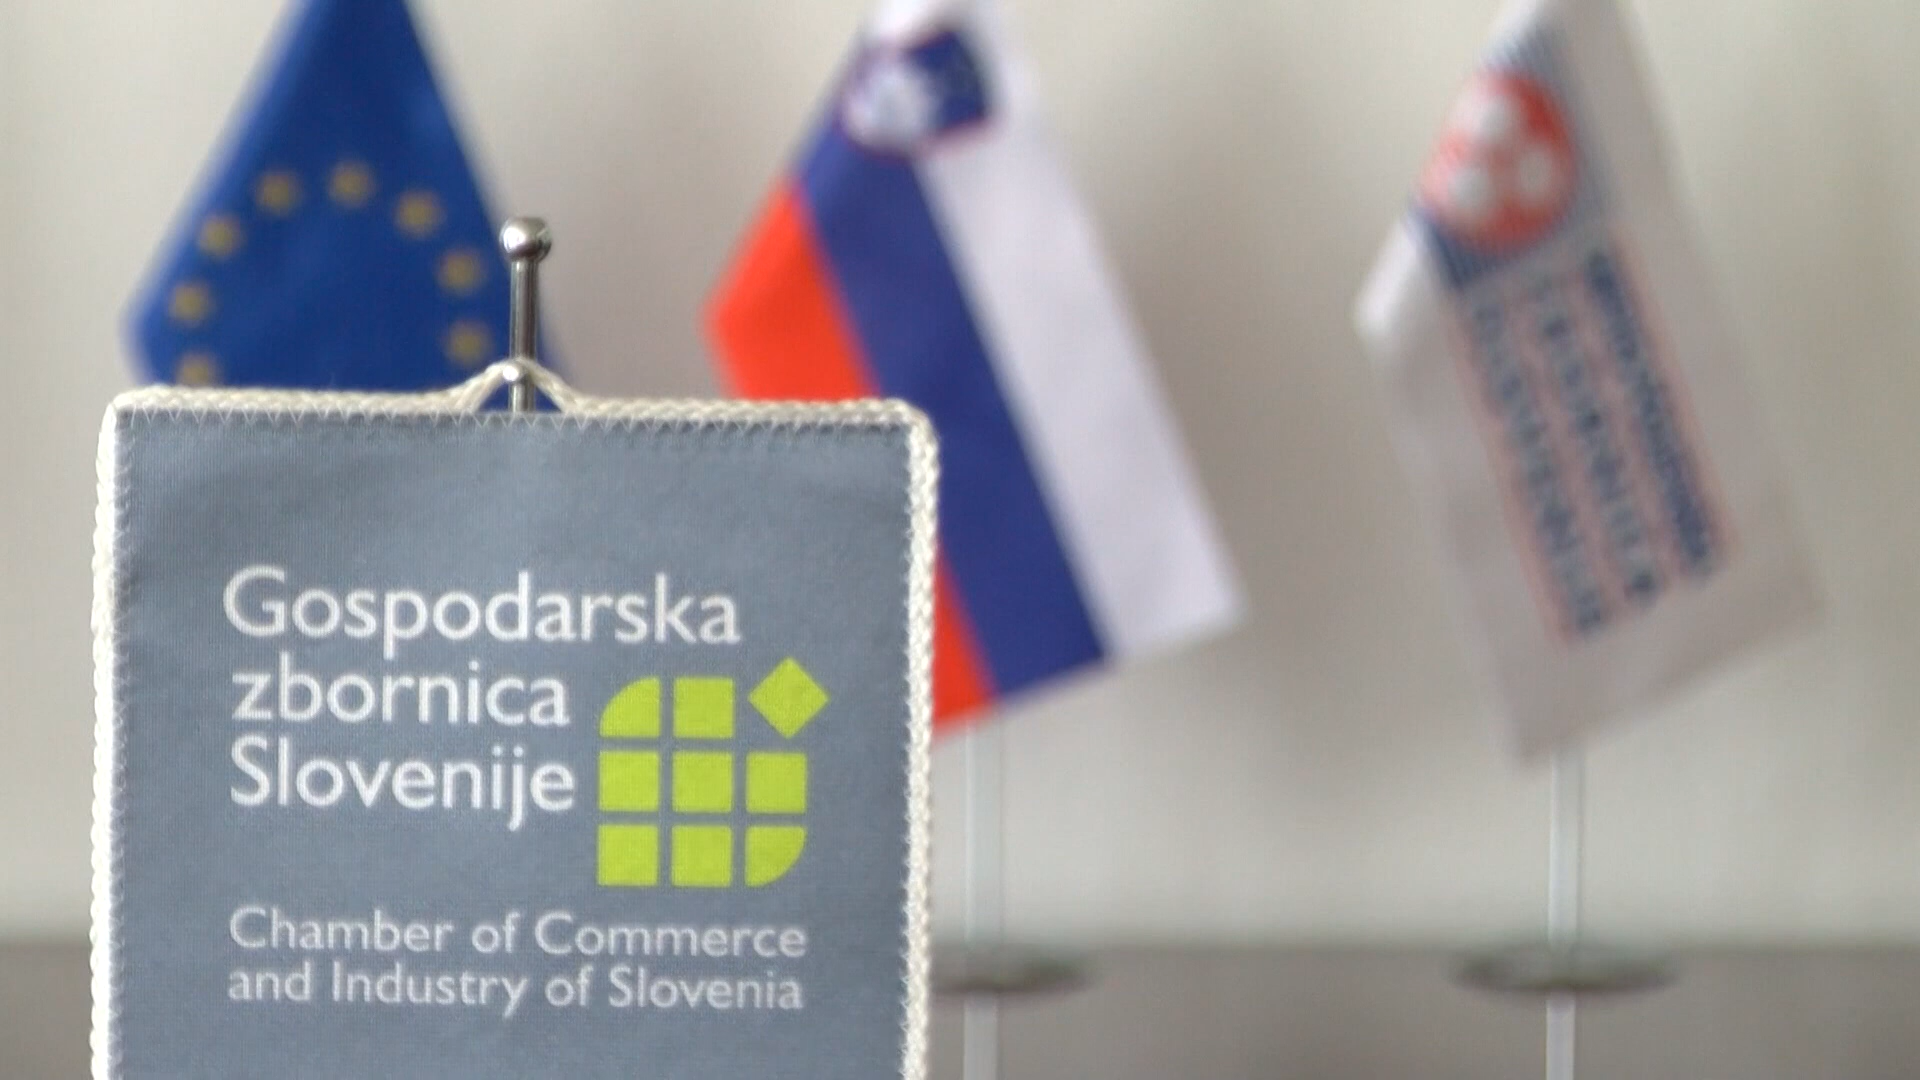 Gospodarska
zbornica
Slovenije
Chamber of Commerce
and Industry of Slovenia